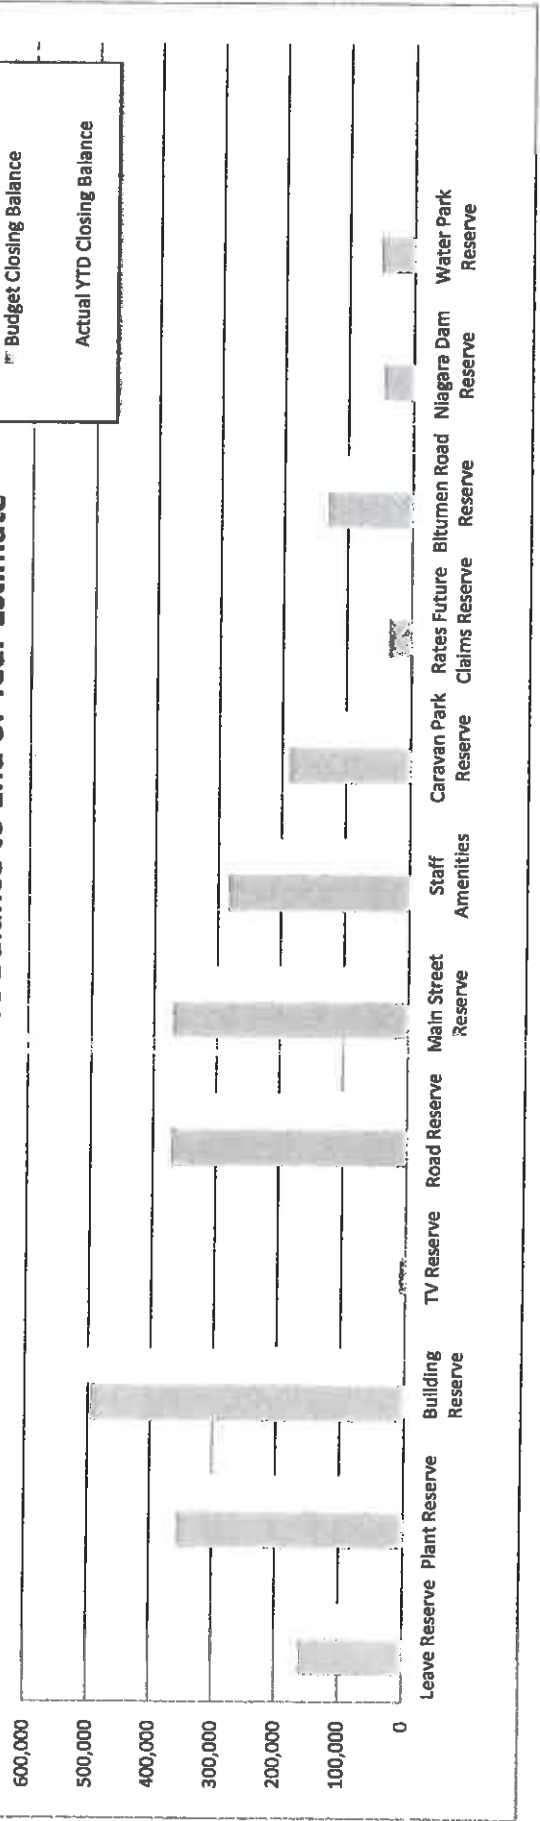 Budget Closing Balance
Actual YTD Closing Balance
600,000
500,000
400,000
300,000
200,000
100,000
0
Leave Reserve
Plant Reserve
Building
Reserve
TV Reserve
Road Reserve
Main Street
Reserve
Staff
Amenities
Caravan Park
Reserve
Rates Future
Claims Reserve
Bitumen Road
Reserve
Niagara Dam
Reserve
Water Park
Reserve